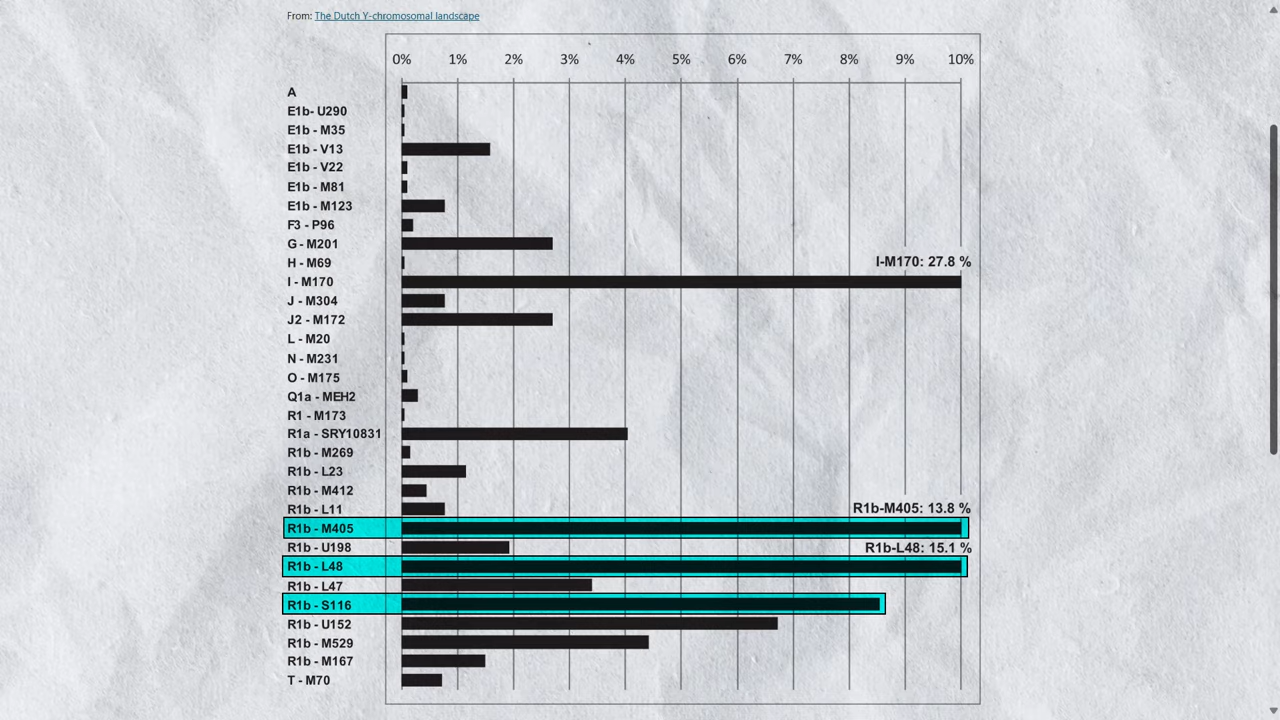 From: The Dutch Y-chromosomal landscape
0% 1% 2% 3% 4% 5% 6% 7% 8% 9% 10%
A
E1b- U290
E1b - M35
E1b - V13
E1b - V22
E1b - M81
E1b - M123
F3 - P96
G - M201
H - M69
I-M170: 27.8 %
I - M170
J - M304
J2 - M172
L - M20
N - M231
O - M175
Q1a - MEH2
R1 - M173
R1a - SRY10831
R1b - M269
R1b - L23
R1b - M412
R1b - L11
R1b-M405: 13.8 %
R1b - M405
R1b - U198
R1b-L48: 15.1 %
R1b - L48
R1b - L47
R1b - S116
R1b - U152
R1b - M529
R1b - M167
T - M70